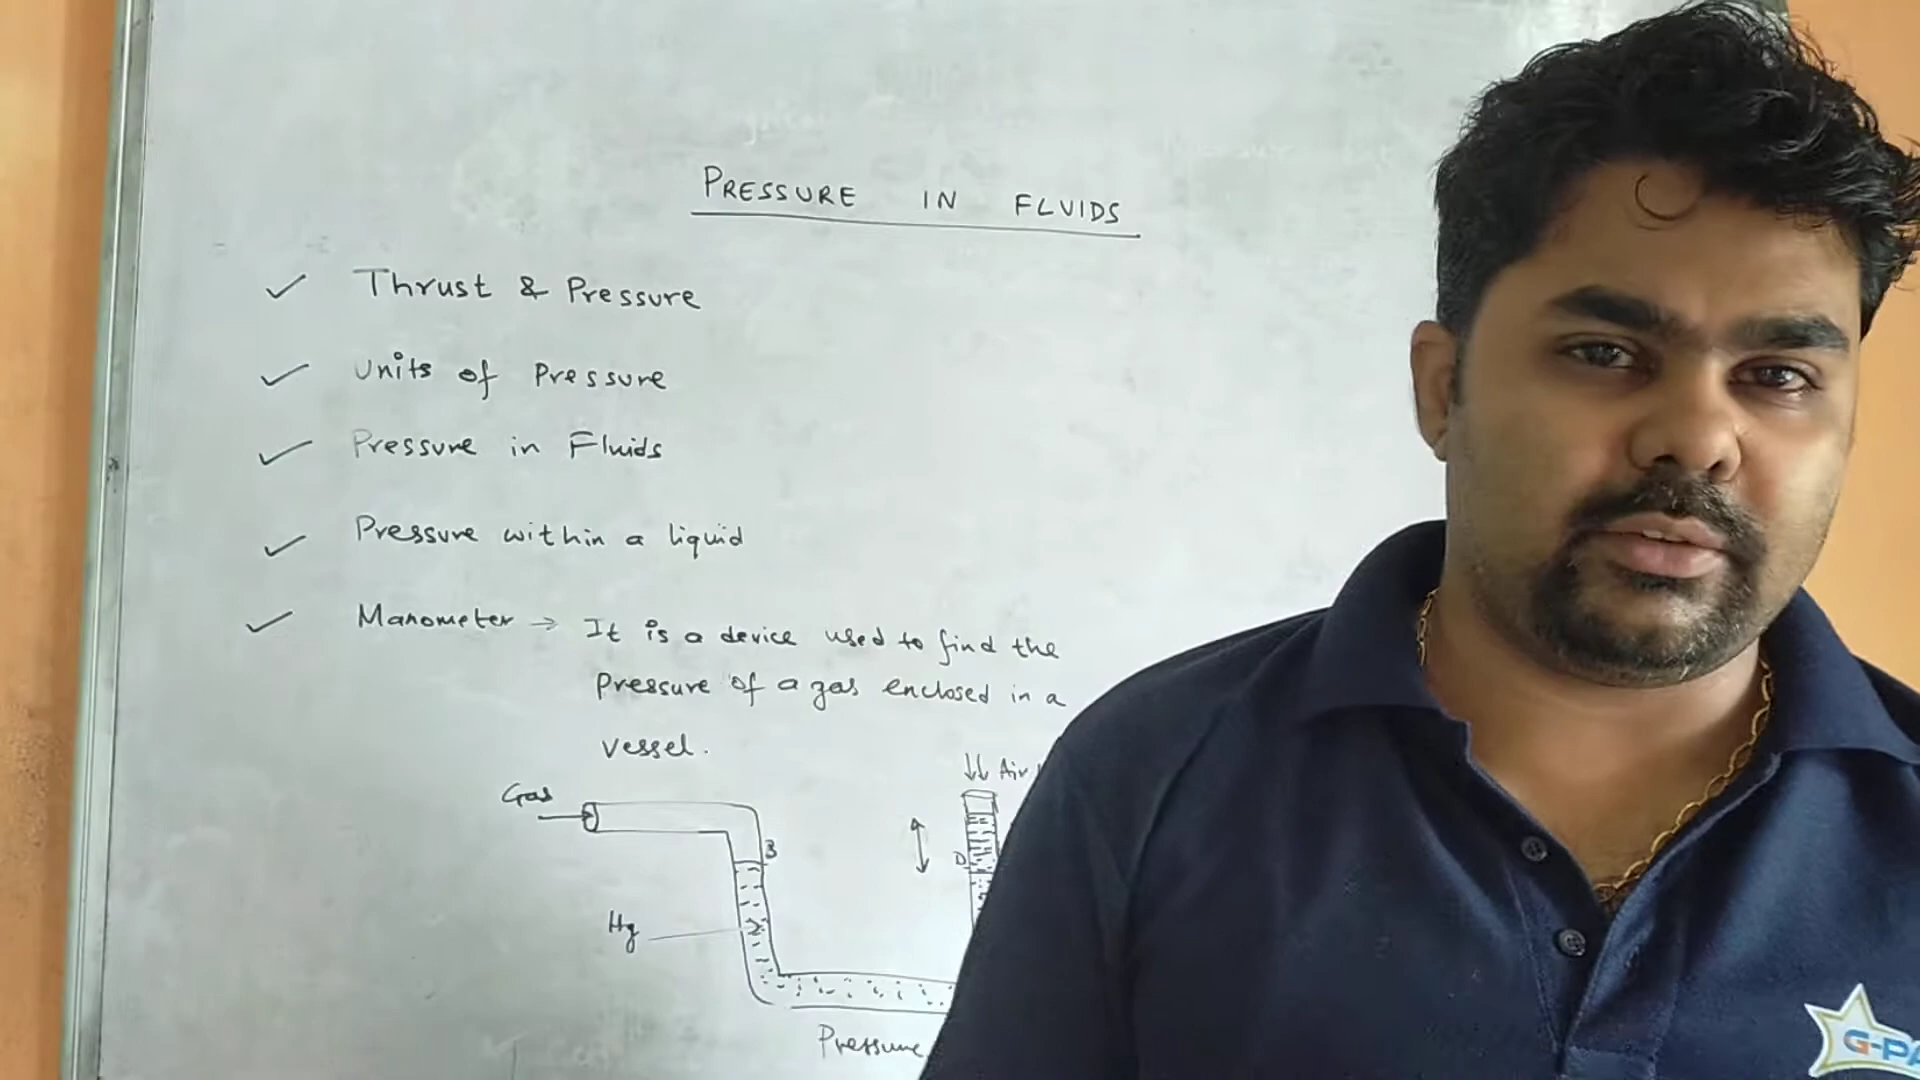 PRESSURE IN FLUIDS
✓ Thrust & Pressure
✓ Units of Pressure
✓ Pressure in Fluids
✓ Pressure within a liquid
✓ Manometer → It is a device used to find the
Pressure of a gas enclosed in a
vessel.
↓↓ Air
Gas
B
D
Hg
Pressure
G-PA